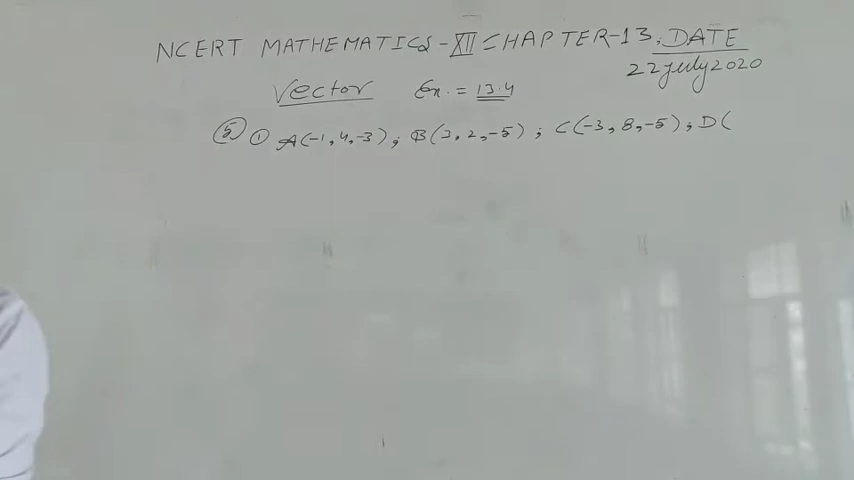 NCERT MATHEMATICS-XII CHAPTER-13. DATE
22 july 2020
Vector Ex. = 13.4
(5) (1) A(-1, 4, -3); B(3, 2, -5); C(-3, 8, -5); D(